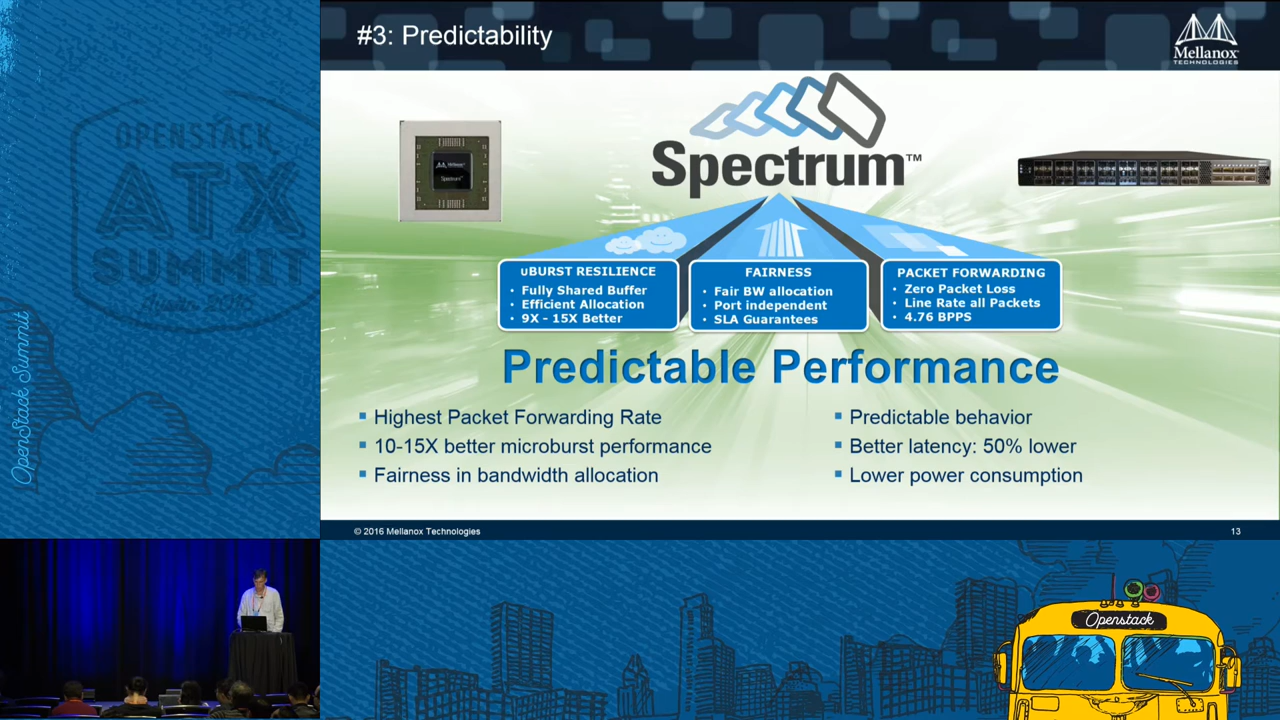 #3: Predictability
Mellanox
TECHNOLOGIES
OPENSTACK
ATX
SUMMIT
OpenStack Summit
Mellanox
Spectrum
Spectrum™
υBURST RESILIENCE
• Fully Shared Buffer
• Efficient Allocation
• 9X - 15X Better
FAIRNESS
• Fair BW allocation
• Port independent
• SLA Guarantees
PACKET FORWARDING
• Zero Packet Loss
• Line Rate all Packets
• 4.76 BPPS
Predictable Performance
▪ Highest Packet Forwarding Rate
▪ 10-15X better microburst performance
▪ Fairness in bandwidth allocation
▪ Predictable behavior
▪ Better latency: 50% lower
▪ Lower power consumption
© 2016 Mellanox Technologies
13
Openstack